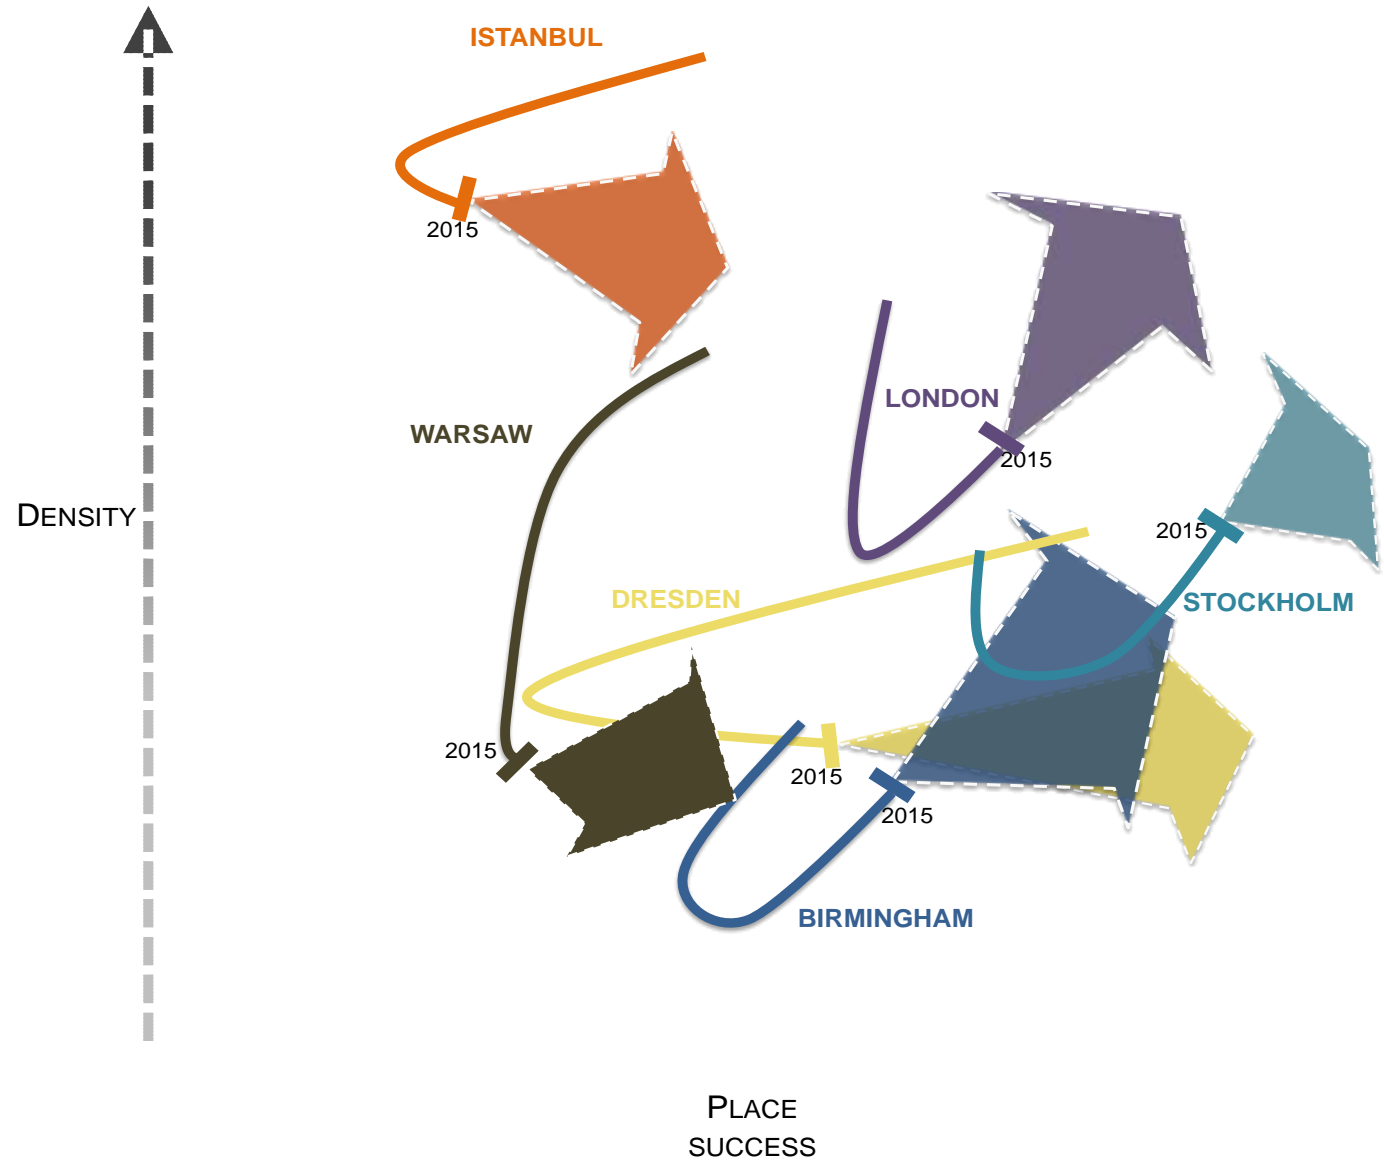 ISTANBUL
2015
LONDON
WARSAW
2015
DENSITY
2015
DRESDEN
STOCKHOLM
2015
2015
2015
BIRMINGHAM
PLACE
SUCCESS